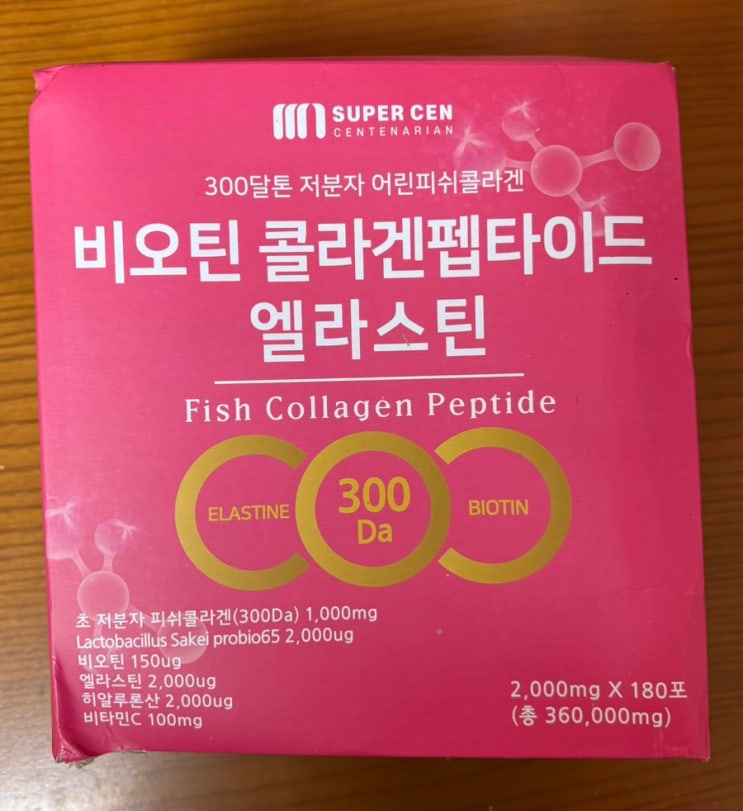 SUPER CEN
CENTENARIAN
300달톤 저분자 어린피쉬콜라겐
비오틴 콜라겐펩타이드
엘라스틴
Fish Collagen Peptide
ELASTINE
300
Da
BIOTIN
초 저분자 피쉬콜라겐(300Da) 1,000mg
Lactobacillus Sakei probio65 2,000ug
비오틴 150ug
엘라스틴 2,000ug
히알루론산 2,000ug
비타민C 100mg
2,000mg X 180포
(총 360,000mg)